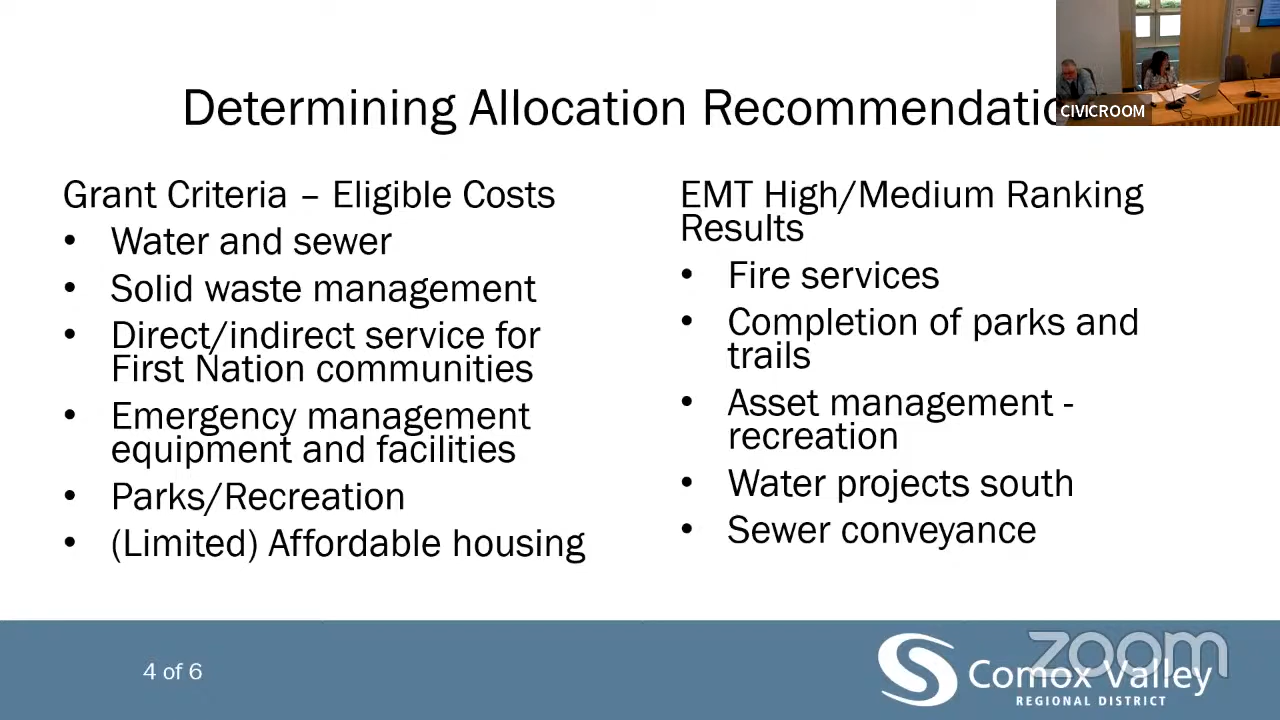 Determining Allocation Recommendatio
CIVICROOM
Grant Criteria – Eligible Costs
• Water and sewer
• Solid waste management
• Direct/indirect service for
First Nation communities
• Emergency management
equipment and facilities
• Parks/Recreation
• (Limited) Affordable housing
EMT High/Medium Ranking
Results
• Fire services
• Completion of parks and
trails
• Asset management -
recreation
• Water projects south
• Sewer conveyance
4 of 6
zoom
Comox Valley
REGIONAL DISTRICT